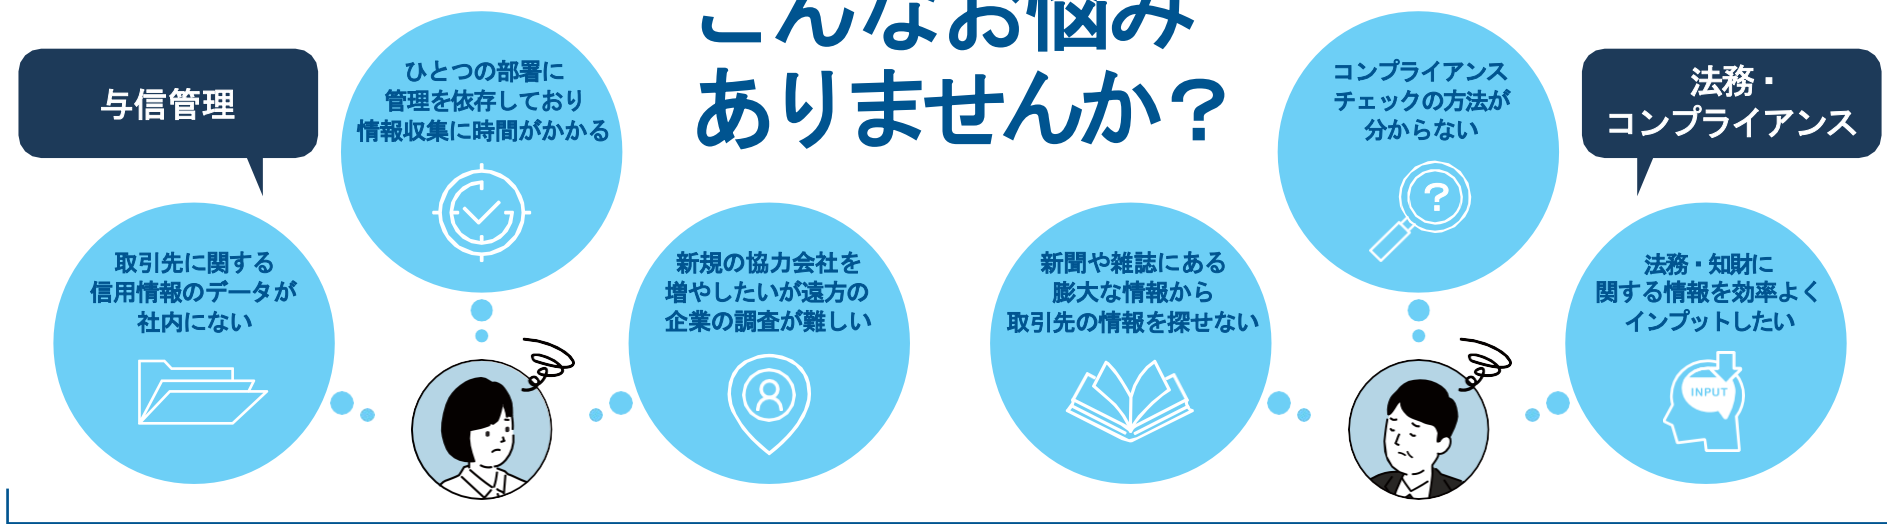 こんなお悩み
ありませんか？
与信管理
ひとつの部署に
管理を依存しており
情報収集に時間がかかる
取引先に関する
信用情報のデータが
社内にない
新規の協力会社を
増やしたいが遠方の
企業の調査が難しい
法務・
コンプライアンス
コンプライアンス
チェックの方法が
分からない
?
新聞や雑誌にある
膨大な情報から
取引先の情報を探せない
法務・知財に
関する情報を効率よく
インプットしたい
INPUT